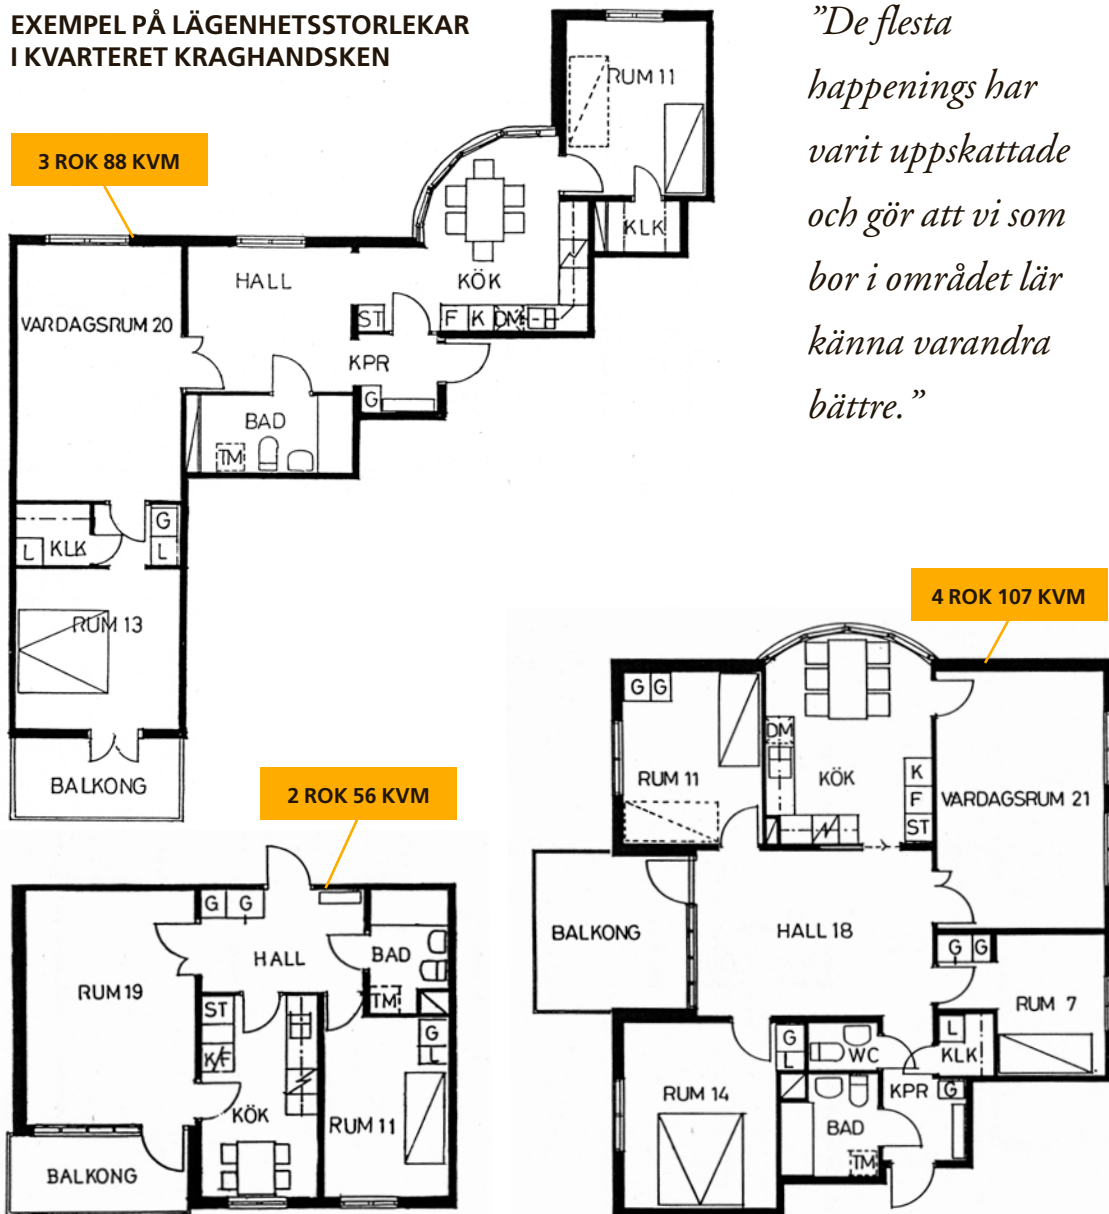 EXEMPEL PÅ LÄGENHETSSTORLEKAR
I KVARTERET KRAGHANDSKEN
”De flesta
happenings har
varit uppskattade
och gör att vi som
bor i området lär
känna varandra
bättre.”
3 ROK 88 KVM
RUM 11
KLK
HALL
KÖK
VARDAGSRUM 20
ST
F K DM
KPR
G
BAD
TM
G
L KLK L
RUM 13
BALKONG
4 ROK 107 KVM
G G
DM
RUM 11
KÖK
K
F
ST
VARDAGSRUM 21
BALKONG
HALL 18
G G
RUM 7
G
L
WC
L
KLK
RUM 14
KPR G
BAD
TM
2 ROK 56 KVM
G G
HALL
BAD
RUM 19
TM
ST
K/F
G
L
KÖK
RUM 11
BALKONG